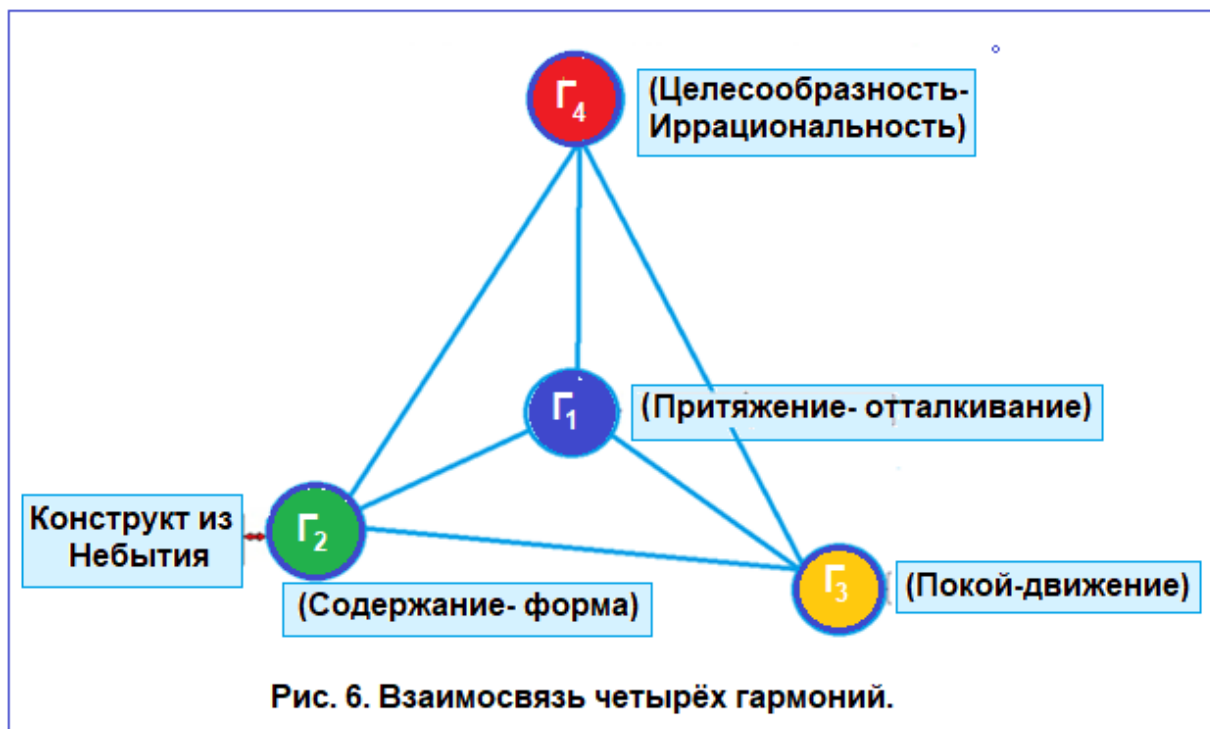 Г4
(Целесообразность-
Иррациональность)
Г1
(Притяжение- отталкивание)
Конструкт из
Небытия
Г2
(Содержание- форма)
Г3
(Покой-движение)
Рис. 6. Взаимосвязь четырёх гармоний.